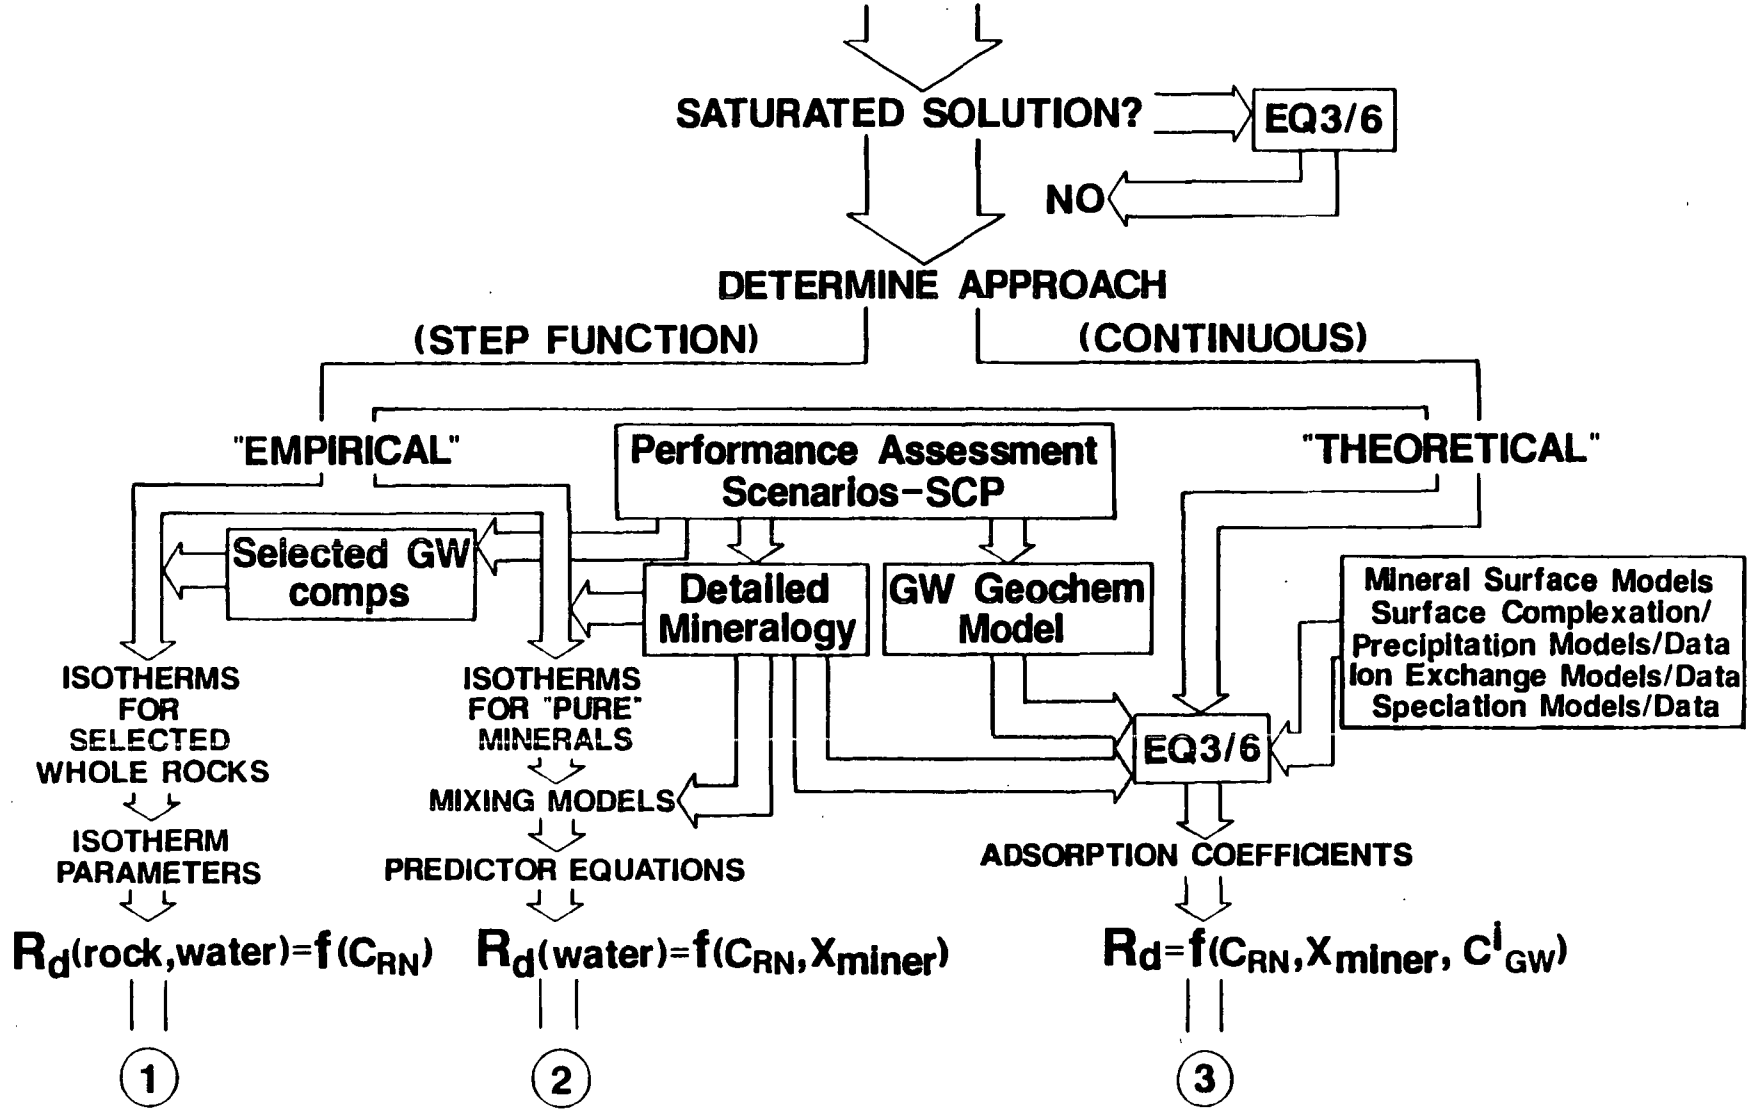 SATURATED SOLUTION?
EQ3/6
NO
DETERMINE APPROACH
(STEP FUNCTION)
(CONTINUOUS)
"EMPIRICAL"
Performance Assessment
Scenarios-SCP
"THEORETICAL"
Selected GW
comps
Detailed
Mineralogy
GW Geochem
Model
Mineral Surface Models
Surface Complexation/
Precipitation Models/Data
Ion Exchange Models/Data
Speciation Models/Data
ISOTHERMS
FOR
SELECTED
WHOLE ROCKS
ISOTHERMS
FOR "PURE"
MINERALS
EQ3/6
MIXING MODELS
ISOTHERM
PARAMETERS
PREDICTOR EQUATIONS
ADSORPTION COEFFICIENTS
Rd(rock,water)=f(CRN)
Rd(water)=f(CRN,Xminer)
Rd=f(CRN,Xminer, CiGW)
1
2
3